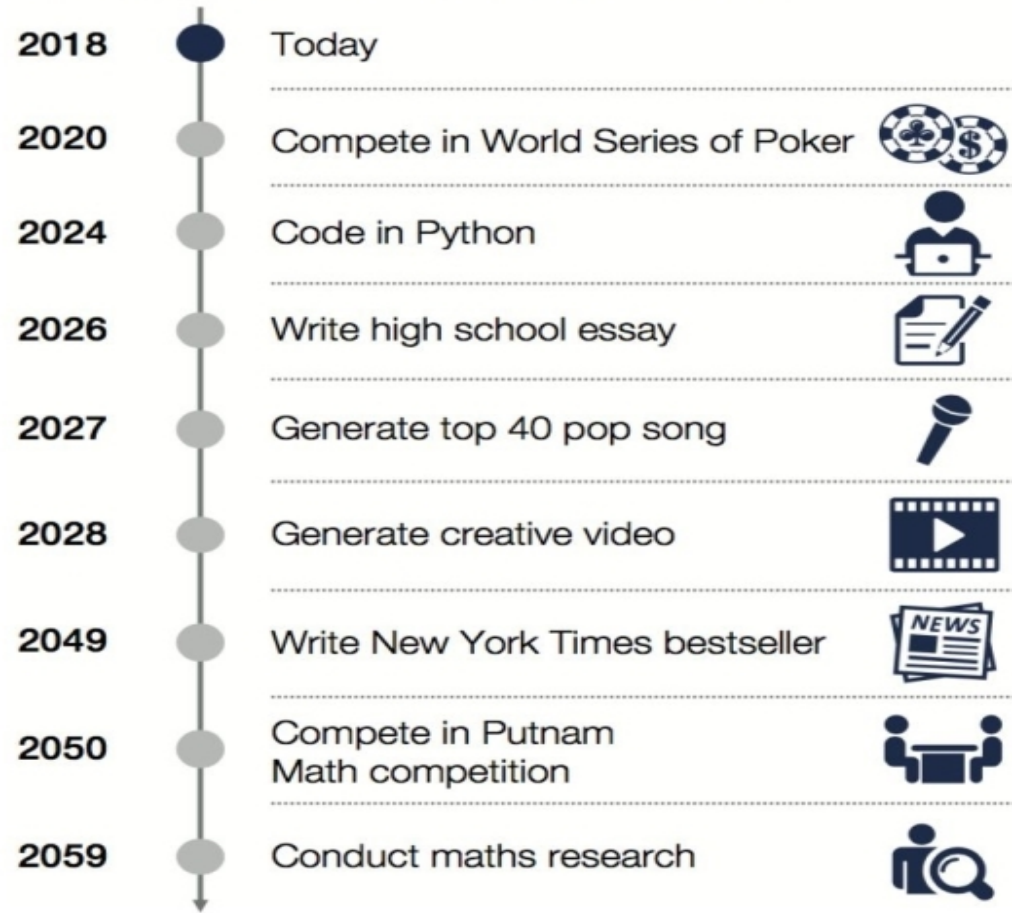 2018 Today
2020 Compete in World Series of Poker
$
2024 Code in Python
2026 Write high school essay
2027 Generate top 40 pop song
2028 Generate creative video
2049 Write New York Times bestseller
NEWS
2050 Compete in Putnam
Math competition
2059 Conduct maths research